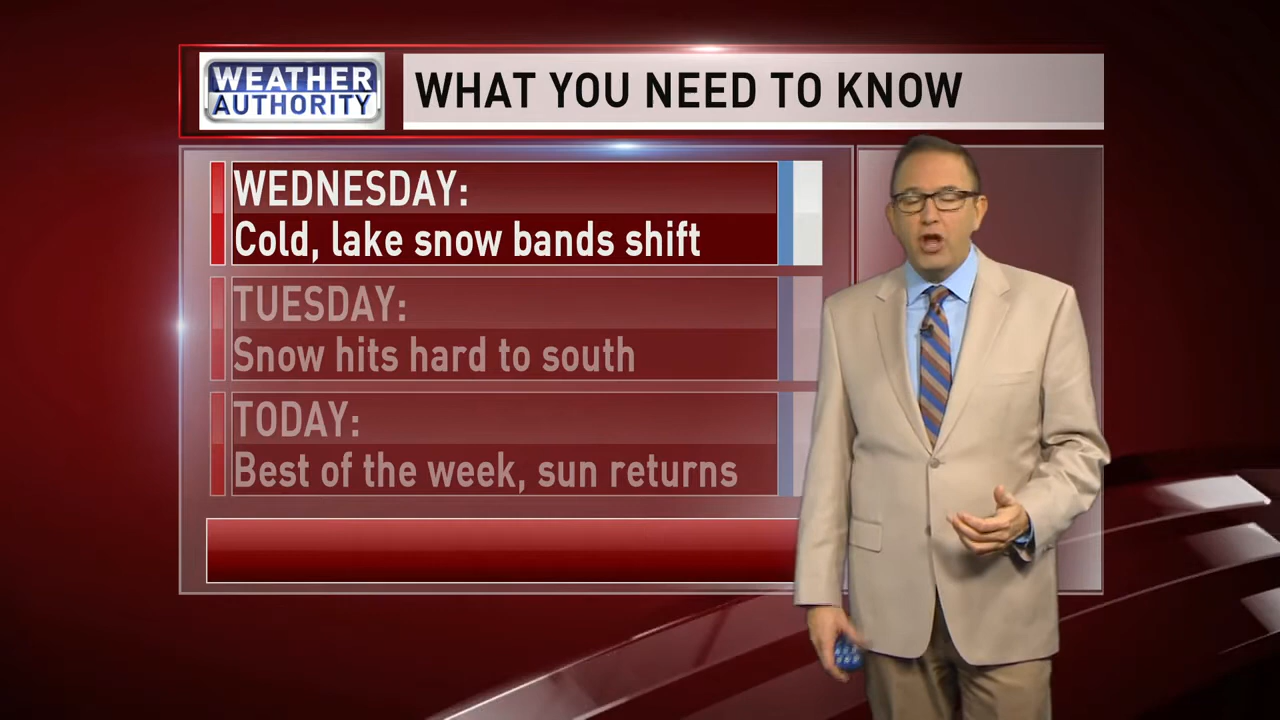 WEATHER
AUTHORITY
WHAT YOU NEED TO KNOW
WEDNESDAY:
Cold, lake snow bands shift
TUESDAY:
Snow hits hard to south
TODAY:
Best of the week, sun returns